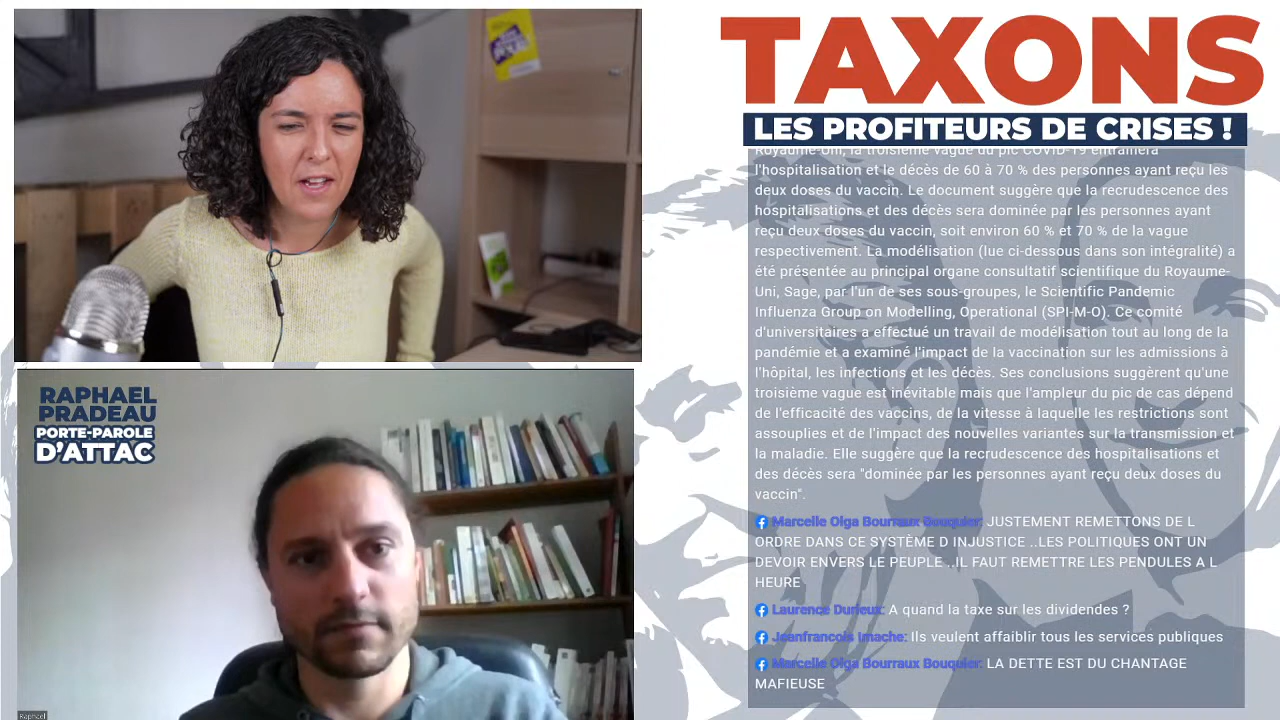 TAXONS
LES PROFITEURS DE CRISES !
RAPHAEL
PRADEAU
PORTE-PAROLE
D'ATTAC
Raphael
Royaume-Uni, la troisième vague du pic COVID-19 entraînera
l'hospitalisation et le décès de 60 à 70 % des personnes ayant reçu les
deux doses du vaccin. Le document suggère que la recrudescence des
hospitalisations et des décès sera dominée par les personnes ayant
reçu deux doses du vaccin, soit environ 60 % et 70 % de la vague
respectivement. La modélisation (lue ci-dessous dans son intégralité) a
été présentée au principal organe consultatif scientifique du Royaume-
Uni, Sage, par l'un de ses sous-groupes, le Scientific Pandemic
Influenza Group on Modelling, Operational (SPI-M-O). Ce comité
d'universitaires a effectué un travail de modélisation tout au long de la
pandémie et a examiné l'impact de la vaccination sur les admissions à
l'hôpital, les infections et les décès. Ses conclusions suggèrent qu'une
troisième vague est inévitable mais que l'ampleur du pic de cas dépend
de l'efficacité des vaccins, de la vitesse à laquelle les restrictions sont
assouplies et de l'impact des nouvelles variantes sur la transmission et
la maladie. Elle suggère que la recrudescence des hospitalisations et
des décès sera "dominée par les personnes ayant reçu deux doses du
vaccin".
Marcelle Olga Bourraux Bouquier: JUSTEMENT REMETTONS DE L
ORDRE DANS CE SYSTÈME D INJUSTICE ..LES POLITIQUES ONT UN
DEVOIR ENVERS LE PEUPLE ..IL FAUT REMETTRE LES PENDULES A L
HEURE
Laurence Durieux: A quand la taxe sur les dividendes ?
Jeanfrancois Imache: Ils veulent affaiblir tous les services publiques
Marcelle Olga Bourraux Bouquier: LA DETTE EST DU CHANTAGE
MAFIEUSE